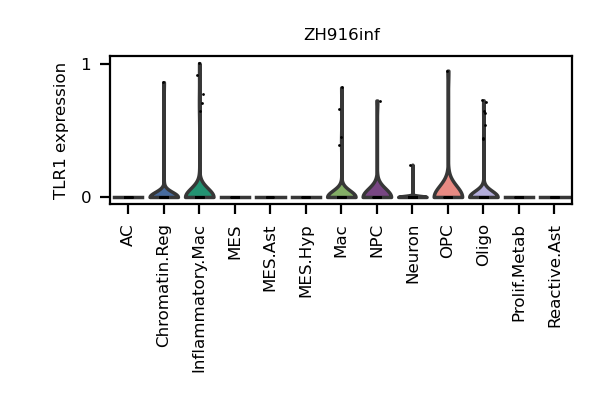 ZH916inf
TLR1 expression
1
0
AC
Chromatin.Reg
Inflammatory.Mac
MES
MES.Ast
MES.Hyp
Mac
NPC
Neuron
OPC
Oligo
Prolif.Metab
Reactive.Ast